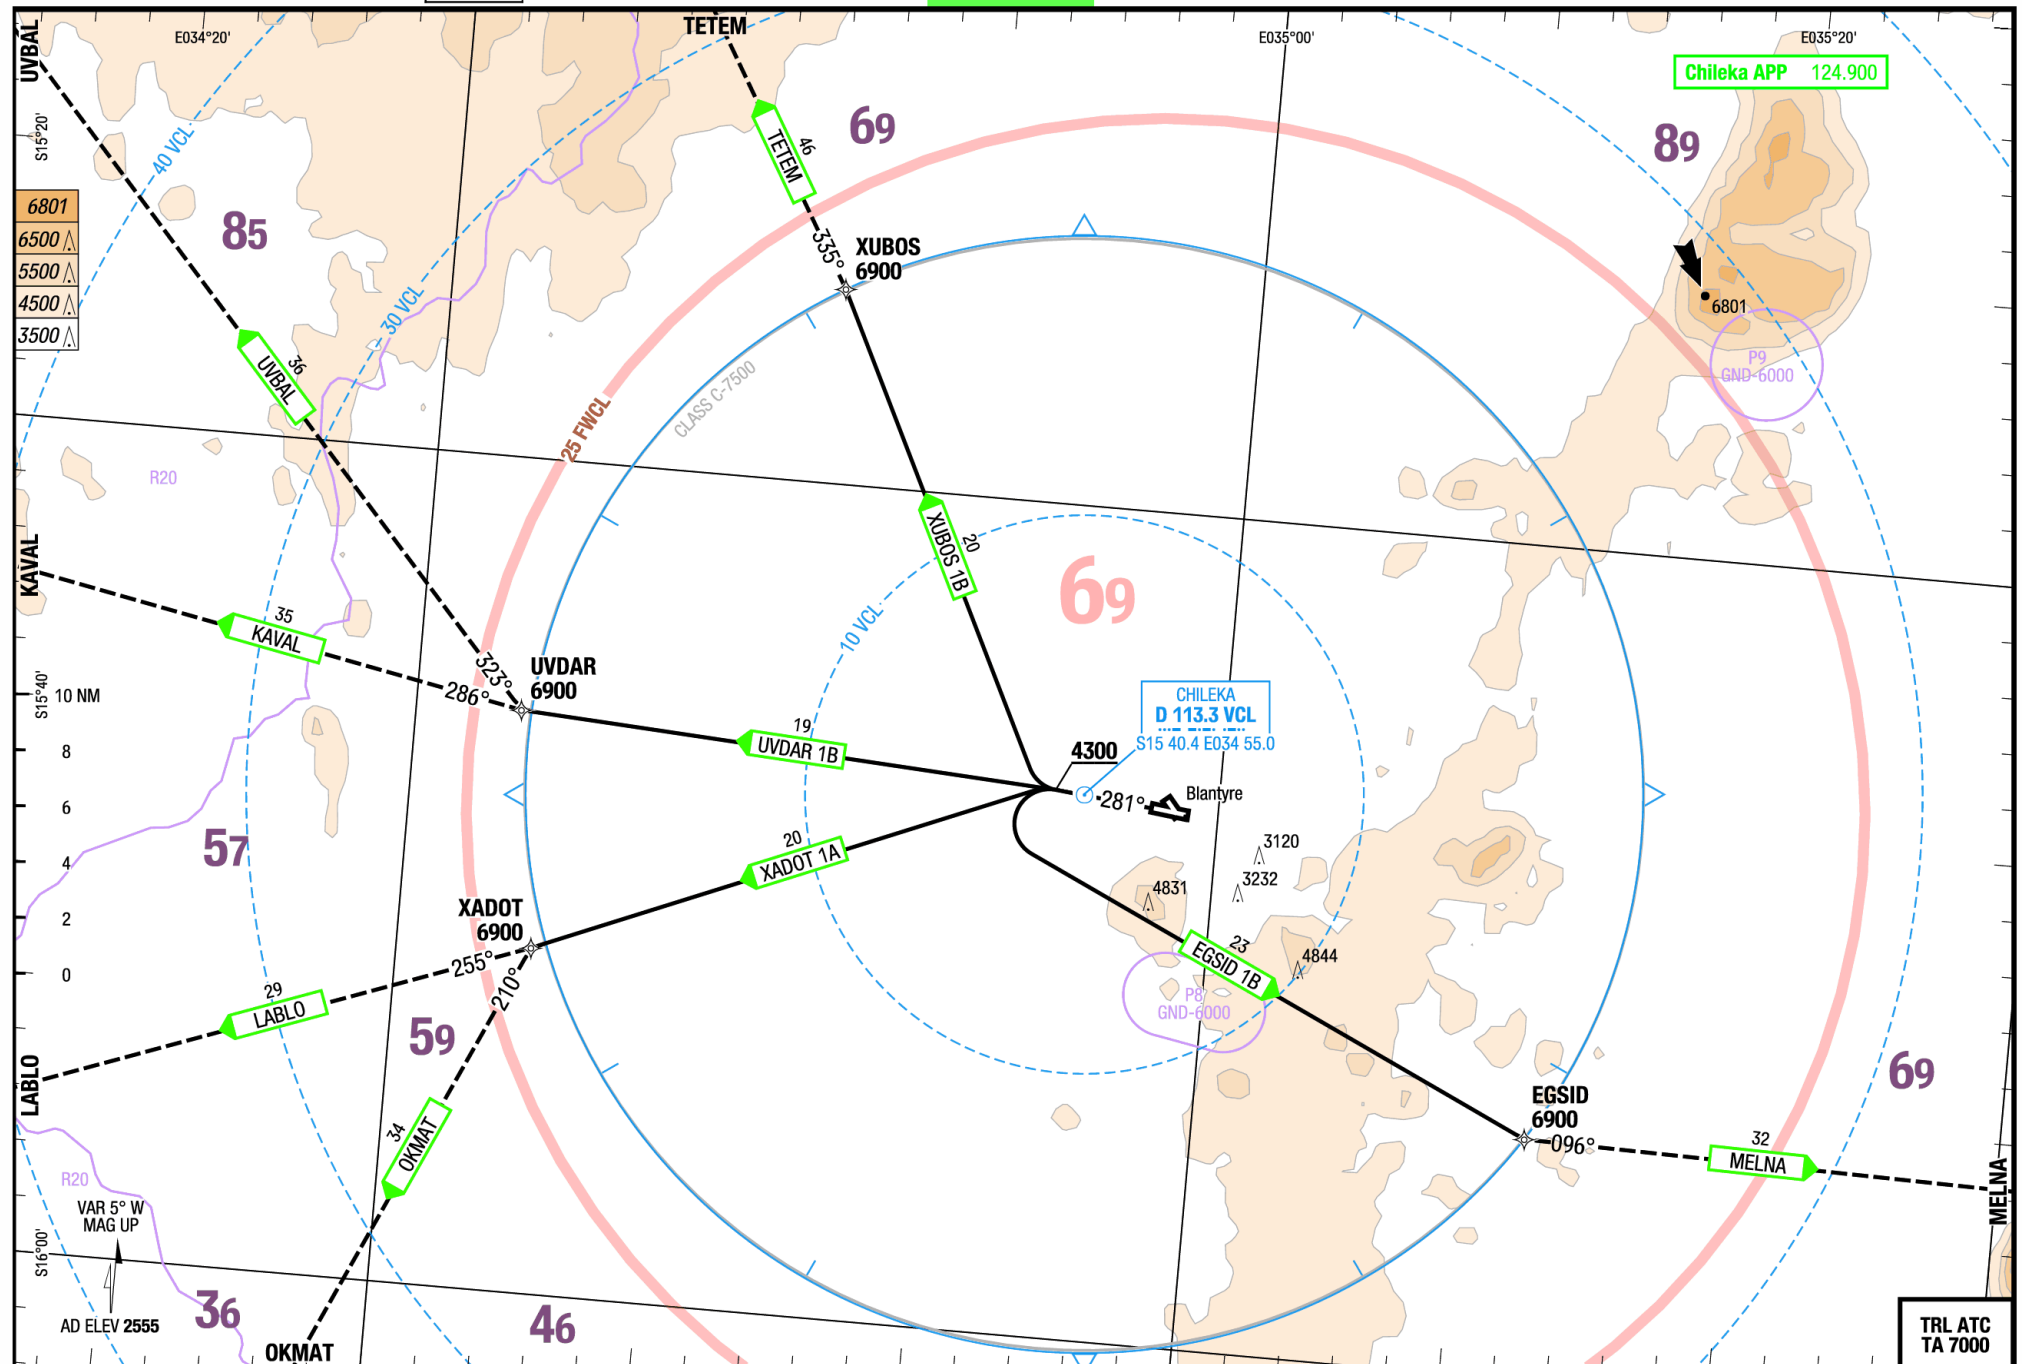 UVBAL
E034°20'
TETEM
E035°00'
E035°20'
Chileka APP 124.900
S15°20'
40 VCL
69
89
46
TETEM
6801
6500
5500
4500
3500
85
335°
XUBOS
6900
30 VCL
6801
P9
GND-6000
36
UVBAL
CLASS C-7500
25 FWCL
R20
KAVAL
XUBOS 1B
20
69
10 VCL
35
KAVAL
323°
286°
UVDAR
6900
S15°40'
10 NM
8
6
4
2
0
19
UVDAR 1B
CHILEKA
D 113.3 VCL
S15 40.4 E034 55.0
4300
281°
Blantyre
57
20
XADOT 1A
3120
3232
4831
XADOT
6900
255°
210°
23
EGSID 1B
4844
29
LABLO
P8
GND-6000
59
LABLO
34
OKMAT
EGSID
6900
096°
32
MELNA
69
MELNA
R20
VAR 5° W
MAG UP
S16°00'
AD ELEV 2555
36
46
OKMAT
TRL ATC
TA 7000